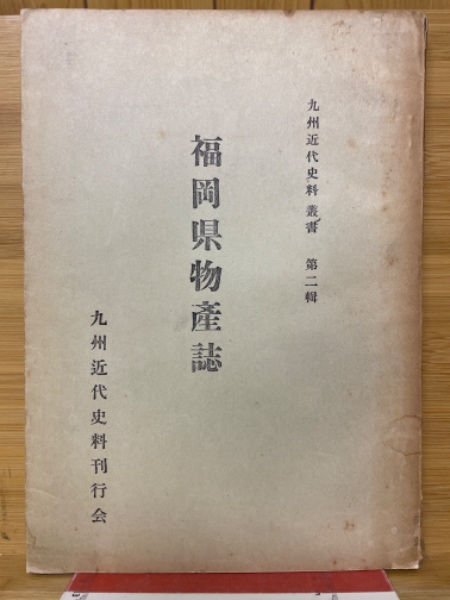 九州近代史料叢書 第二輯
福岡県物産誌
九州近代史料刊行会